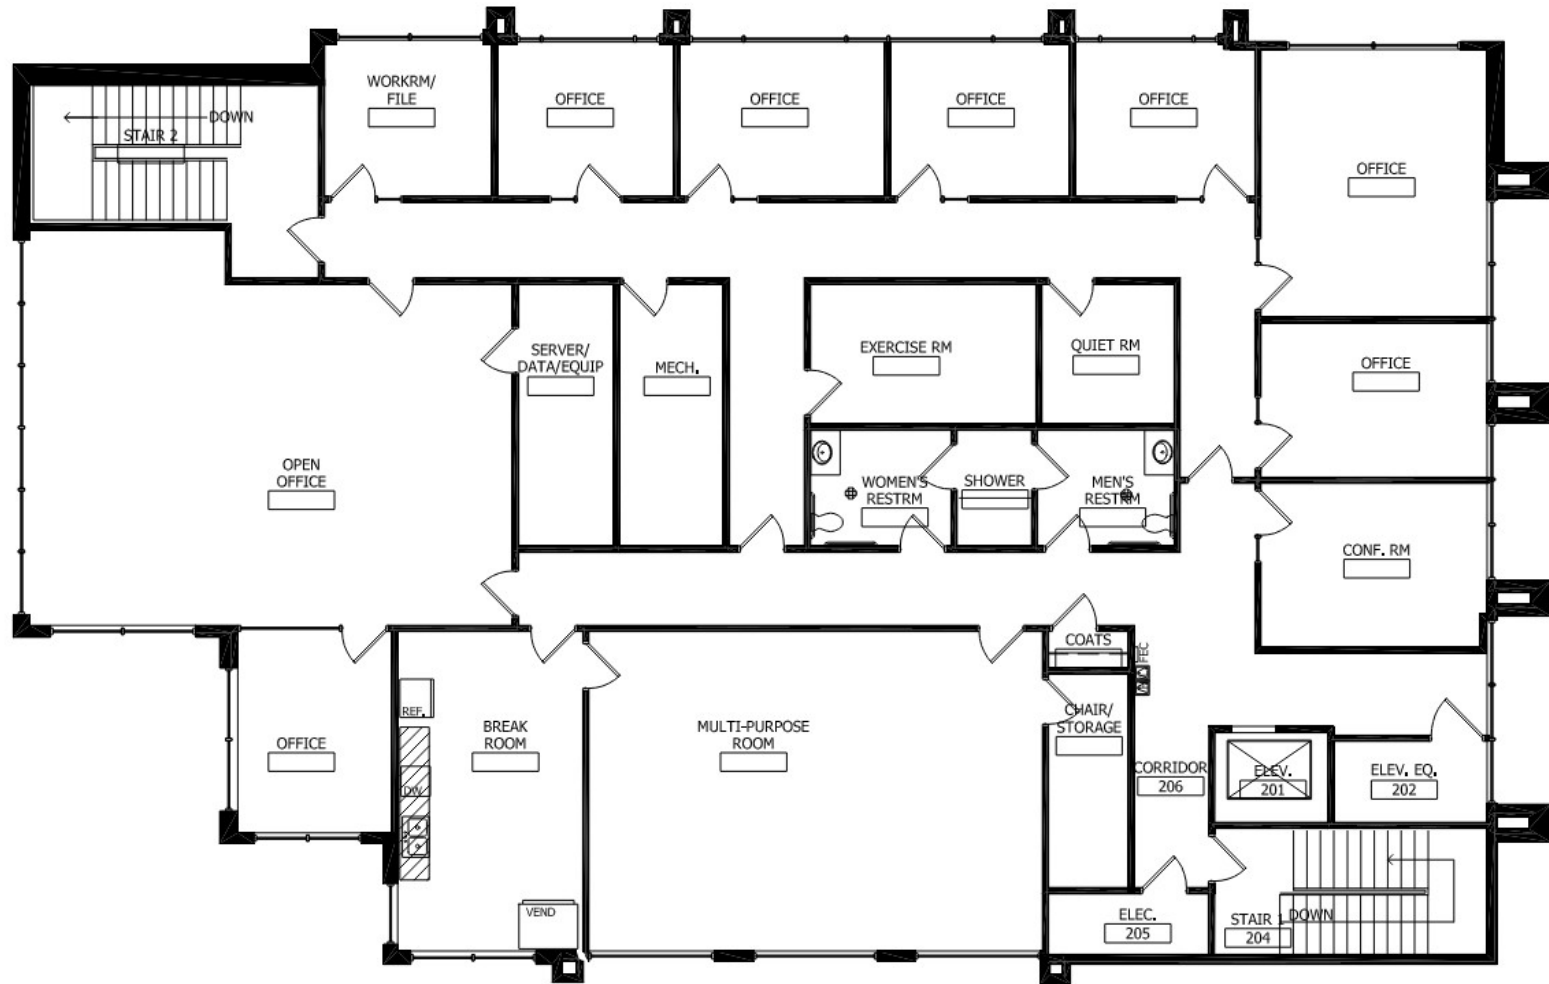 WORKRM/
FILE
OFFICE
OFFICE
OFFICE
OFFICE
DOWN
STAIR 2
OFFICE
EXERCISE RM
QUIET RM
SERVER/
DATA/EQUIP
MECH.
OFFICE
OPEN
OFFICE
WOMEN'S
RESTRM
SHOWER
MEN'S
RESTRM
CONF. RM
COATS
FEC
REF.
BREAK
ROOM
MULTI-PURPOSE
ROOM
CHAIR/
STORAGE
OFFICE
DW
CORRIDOR
206
ELEV.
201
ELEV. EQ.
202
VEND
ELEC.
205
STAIR 1
204
DOWN